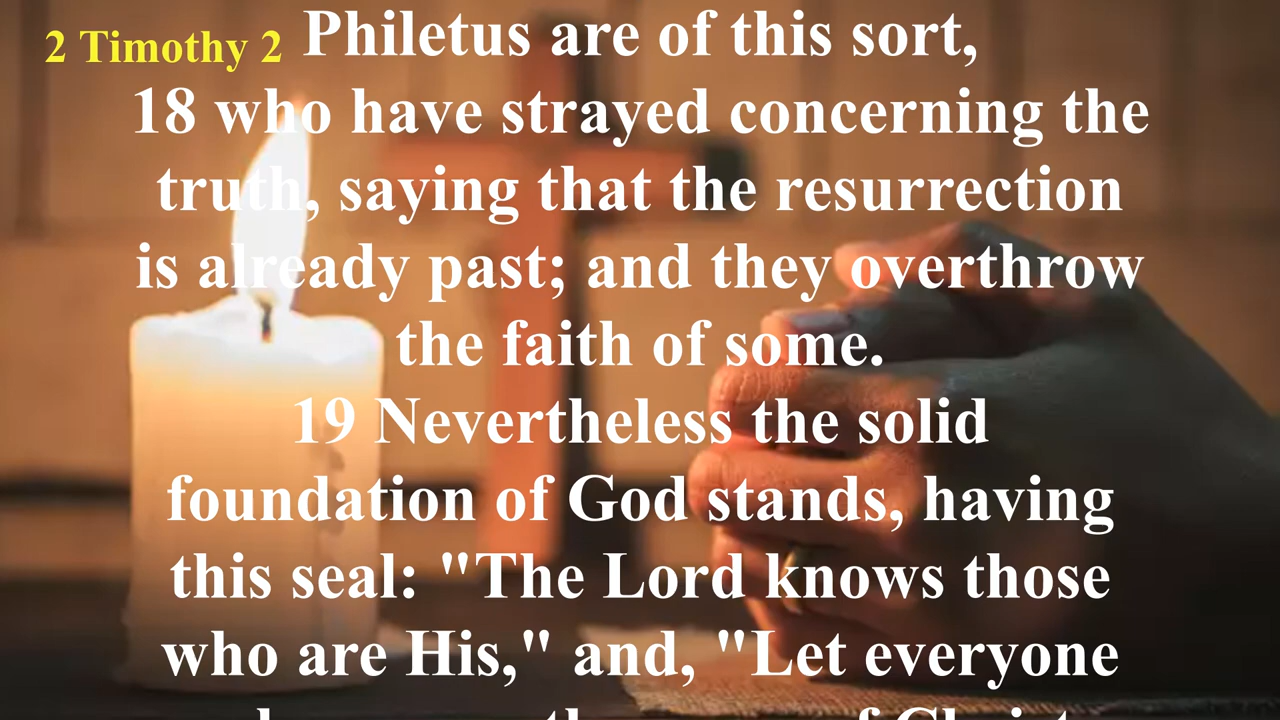 2 Timothy 2
Philetus are of this sort,
18 who have strayed concerning the
truth, saying that the resurrection
is already past; and they overthrow
the faith of some.
19 Nevertheless the solid
foundation of God stands, having
this seal: "The Lord knows those
who are His," and, "Let everyone